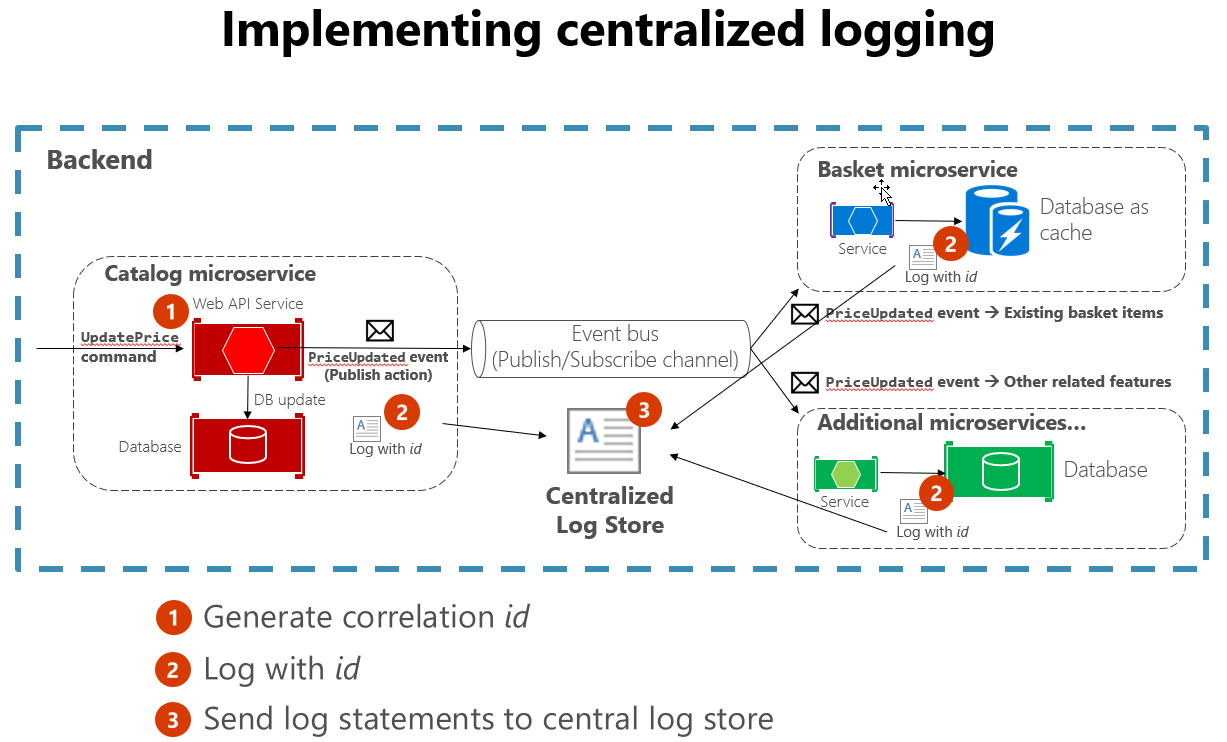 Implementing centralized logging
Backend
Catalog microservice
1
Web API Service
UpdatePrice
command
PriceUpdated event
(Publish action)
DB update
Database
2
A
Log with id
Event bus
(Publish/Subscribe channel)
3
A
Centralized
Log Store
Basket microservice
Service
Database as
cache
2
A
Log with id
PriceUpdated event → Existing basket items
PriceUpdated event → Other related features
Additional microservices...
Service
Database
2
A
Log with id
1 Generate correlation id
2 Log with id
3 Send log statements to central log store